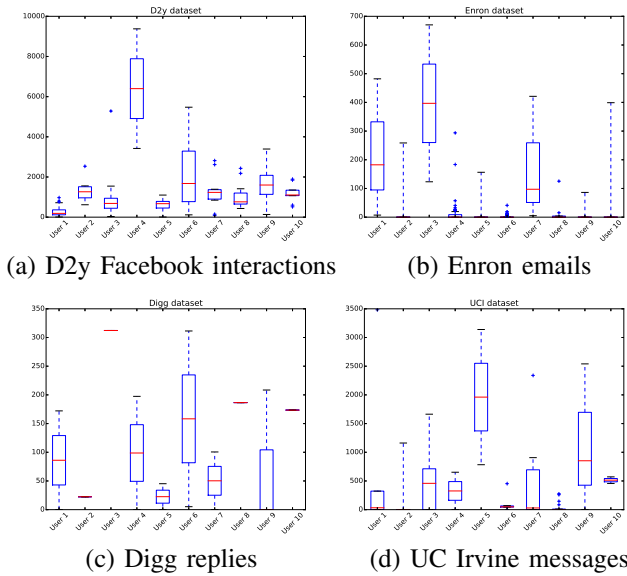 D2y dataset
10000
8000
6000
4000
2000
0
User 1 User 2 User 3 User 4 User 5 User 6 User 7 User 8 User 9 User 10
(a) D2y Facebook interactions
Enron dataset
700
600
500
400
300
200
100
0
User 1 User 2 User 3 User 4 User 5 User 6 User 7 User 8 User 9 User 10
(b) Enron emails
Digg dataset
350
300
250
200
150
100
50
0
User 1 User 2 User 3 User 4 User 5 User 6 User 7 User 8 User 9 User 10
(c) Digg replies
UCI dataset
3500
3000
2500
2000
1500
1000
500
0
User 1 User 2 User 3 User 4 User 5 User 6 User 7 User 8 User 9 User 10
(d) UC Irvine messages